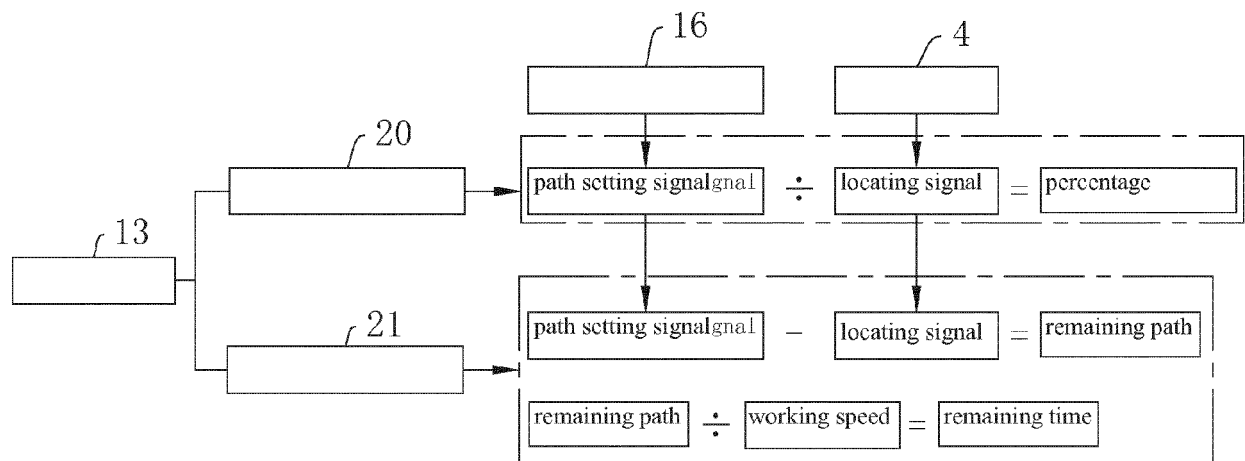 16
4
20
path setting signalgnal ÷ locating signal = percentage
13
21
path setting signalgnal − locating signal = remaining path
remaining path ÷ working speed = remaining time